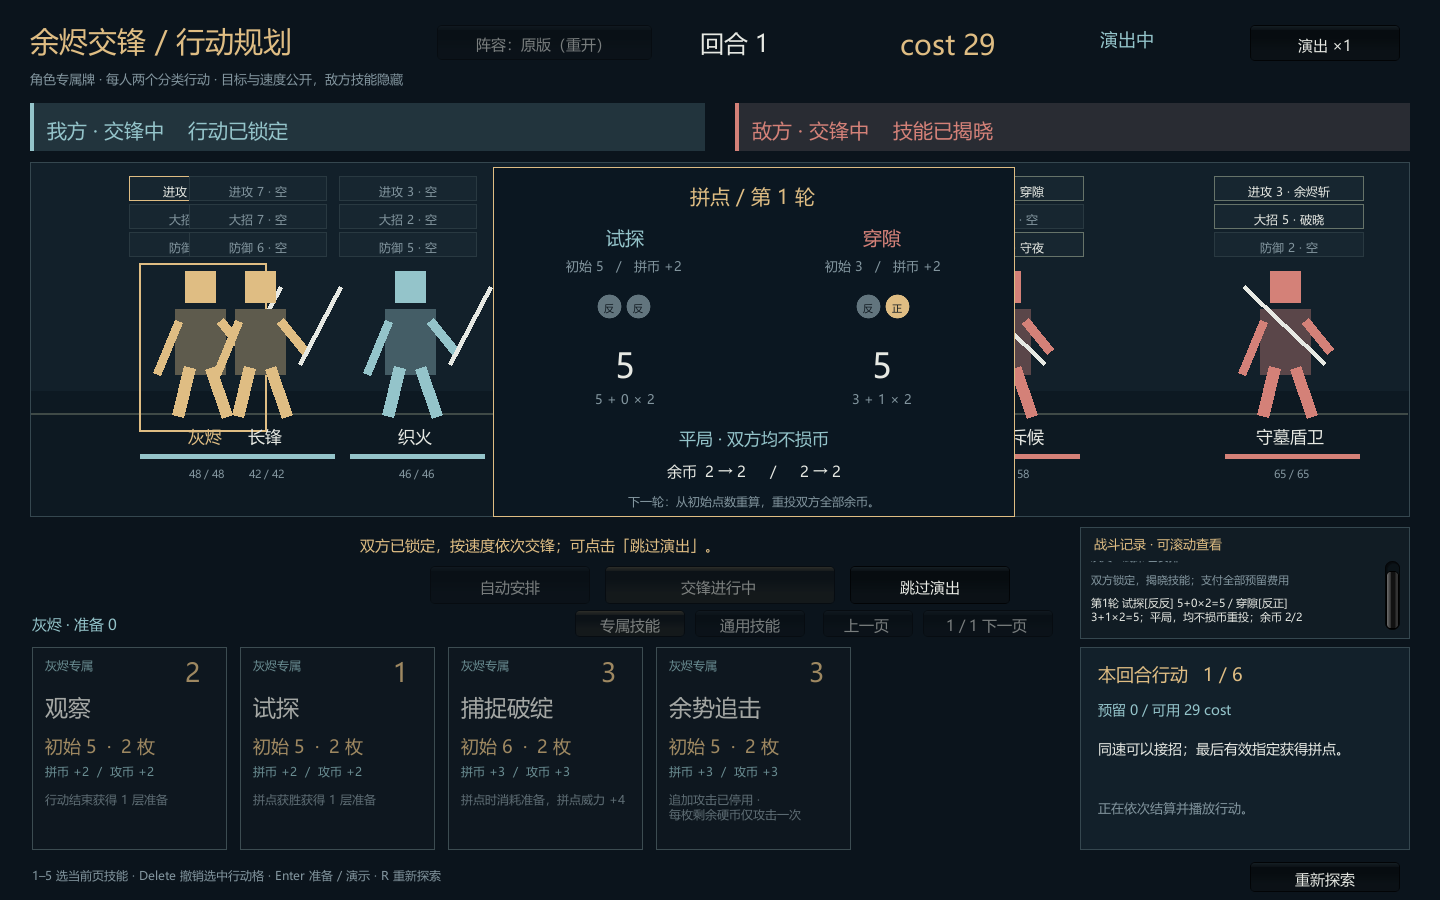 余烬交锋 / 行动规划
阵容：原版（重开）
回合 1
cost 29
演出中
演出 ×1
角色专属牌 · 每人两个分类行动 · 目标与速度公开，敌方技能隐藏
我方 · 交锋中 行动已锁定
敌方 · 交锋中 技能已揭晓
进攻
进攻 7 · 空
进攻 3 · 空
大招
大招 7 · 空
大招 2 · 空
防御
防御 6 · 空
防御 5 · 空
拼点 / 第 1 轮
试探
穿隙
初始 5 / 拼币 +2
初始 3 / 拼币 +2
反
反
反
正
5
5
5 + 0 × 2
3 + 1 × 2
平局 · 双方均不损币
余币 2→2 / 2→2
下一轮：从初始点数重算，重投双方全部余币。
穿隙
· 空
守夜
进攻 3 · 余烬斩
大招 5 · 破晓
防御 2 · 空
灰烬
长锋
织火
斥候
守墓盾卫
48 / 48
42 / 42
46 / 46
58
65 / 65
双方已锁定，按速度依次交锋；可点击「跳过演出」。
自动安排
交锋进行中
跳过演出
战斗记录 · 可滚动查看
双方锁定，揭晓技能；支付全部预留费用
第1轮 试探[反反] 5+0×2=5 / 穿隙[反正]
3+1×2=5；平局，均不损币重投；余币 2/2
灰烬 · 准备 0
专属技能
通用技能
上一页
1 / 1 下一页
灰烬专属
2
观察
初始 5 · 2 枚
拼币 +2 / 攻币 +2
行动结束获得 1 层准备
灰烬专属
1
试探
初始 5 · 2 枚
拼币 +2 / 攻币 +2
拼点获胜获得 1 层准备
灰烬专属
3
捕捉破绽
初始 6 · 2 枚
拼币 +3 / 攻币 +3
拼点时消耗准备，拼点威力 +4
灰烬专属
3
余势追击
初始 5 · 2 枚
拼币 +3 / 攻币 +3
追加攻击已停用 ·
每枚剩余硬币仅攻击一次
本回合行动 1 / 6
预留 0 / 可用 29 cost
同速可以接招；最后有效指定获得拼点。
正在依次结算并播放行动。
1–5 选当前页技能 · Delete 撤销选中行动格 · Enter 准备 / 演示 · R 重新探索
重新探索